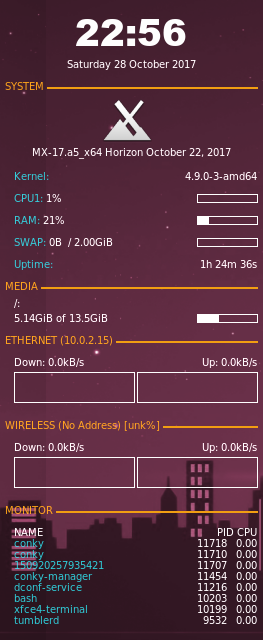 22:56
Saturday 28 October 2017
SYSTEM
MX-17.a5_x64 Horizon October 22, 2017
Kernel: 4.9.0-3-amd64
CPU1: 1%
RAM: 21%
SWAP: 0B / 2.00GiB
Uptime: 1h 24m 36s
MEDIA
/:
5.14GiB of 13.5GiB
ETHERNET (10.0.2.15)
Down: 0.0kB/s Up: 0.0kB/s
WIRELESS (No Address) [unk%]
Down: 0.0kB/s Up: 0.0kB/s
MONITOR
NAME PID CPU
conky 11718 0.00
conky 11710 0.00
150920257935421 11707 0.00
conky-manager 11454 0.00
dconf-service 11216 0.00
bash 10203 0.00
xfce4-terminal 10199 0.00
tumblerd 9532 0.00